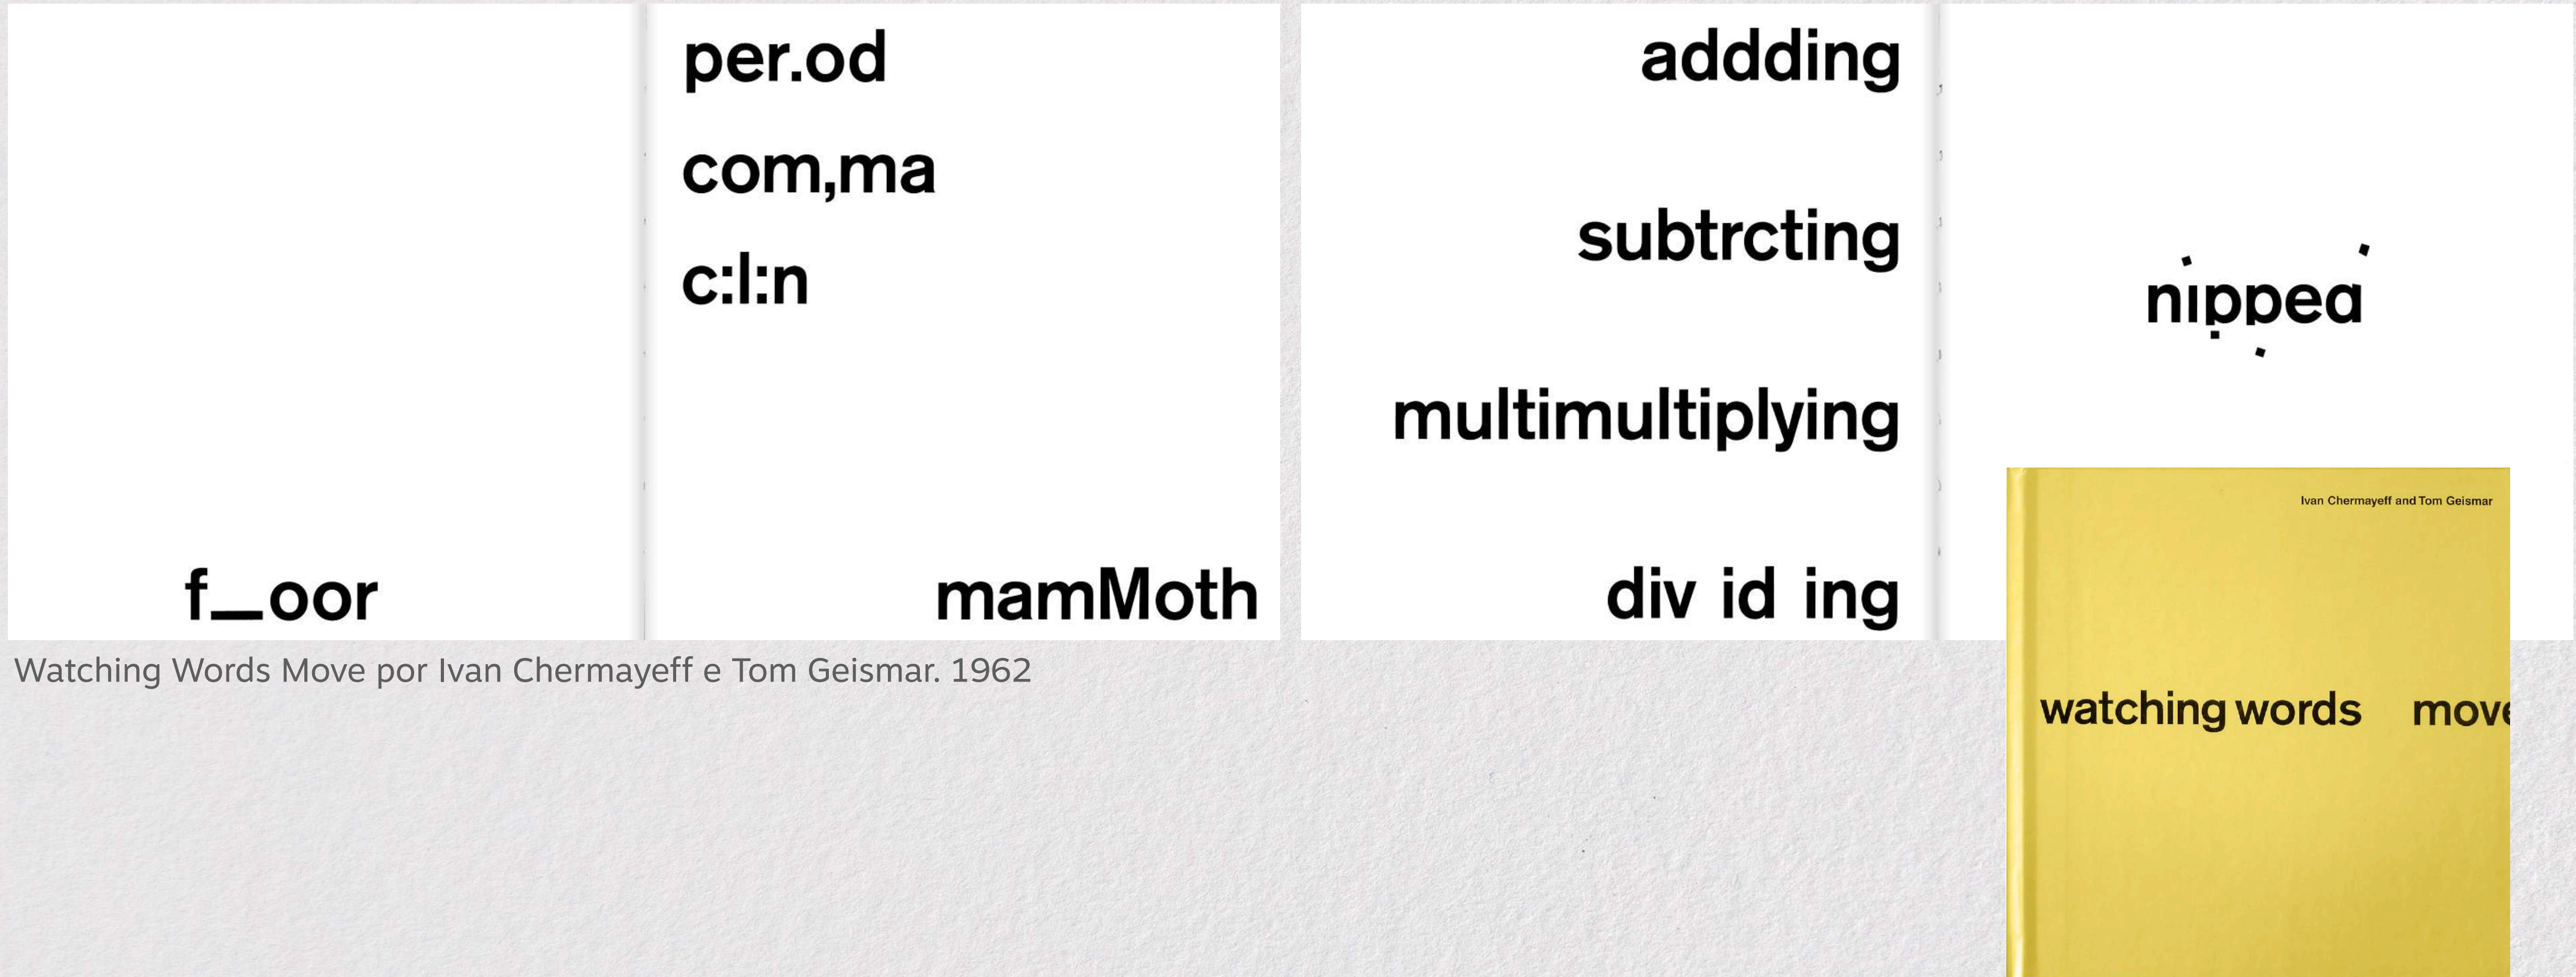 f_oor
per.od
com,ma
c:l:n
mamMoth
addding
subtrcting
multimultiplying
div id ing
nipped
Watching Words Move por Ivan Chermayeff e Tom Geismar. 1962
Ivan Chermayeff and Tom Geismar
watching words move